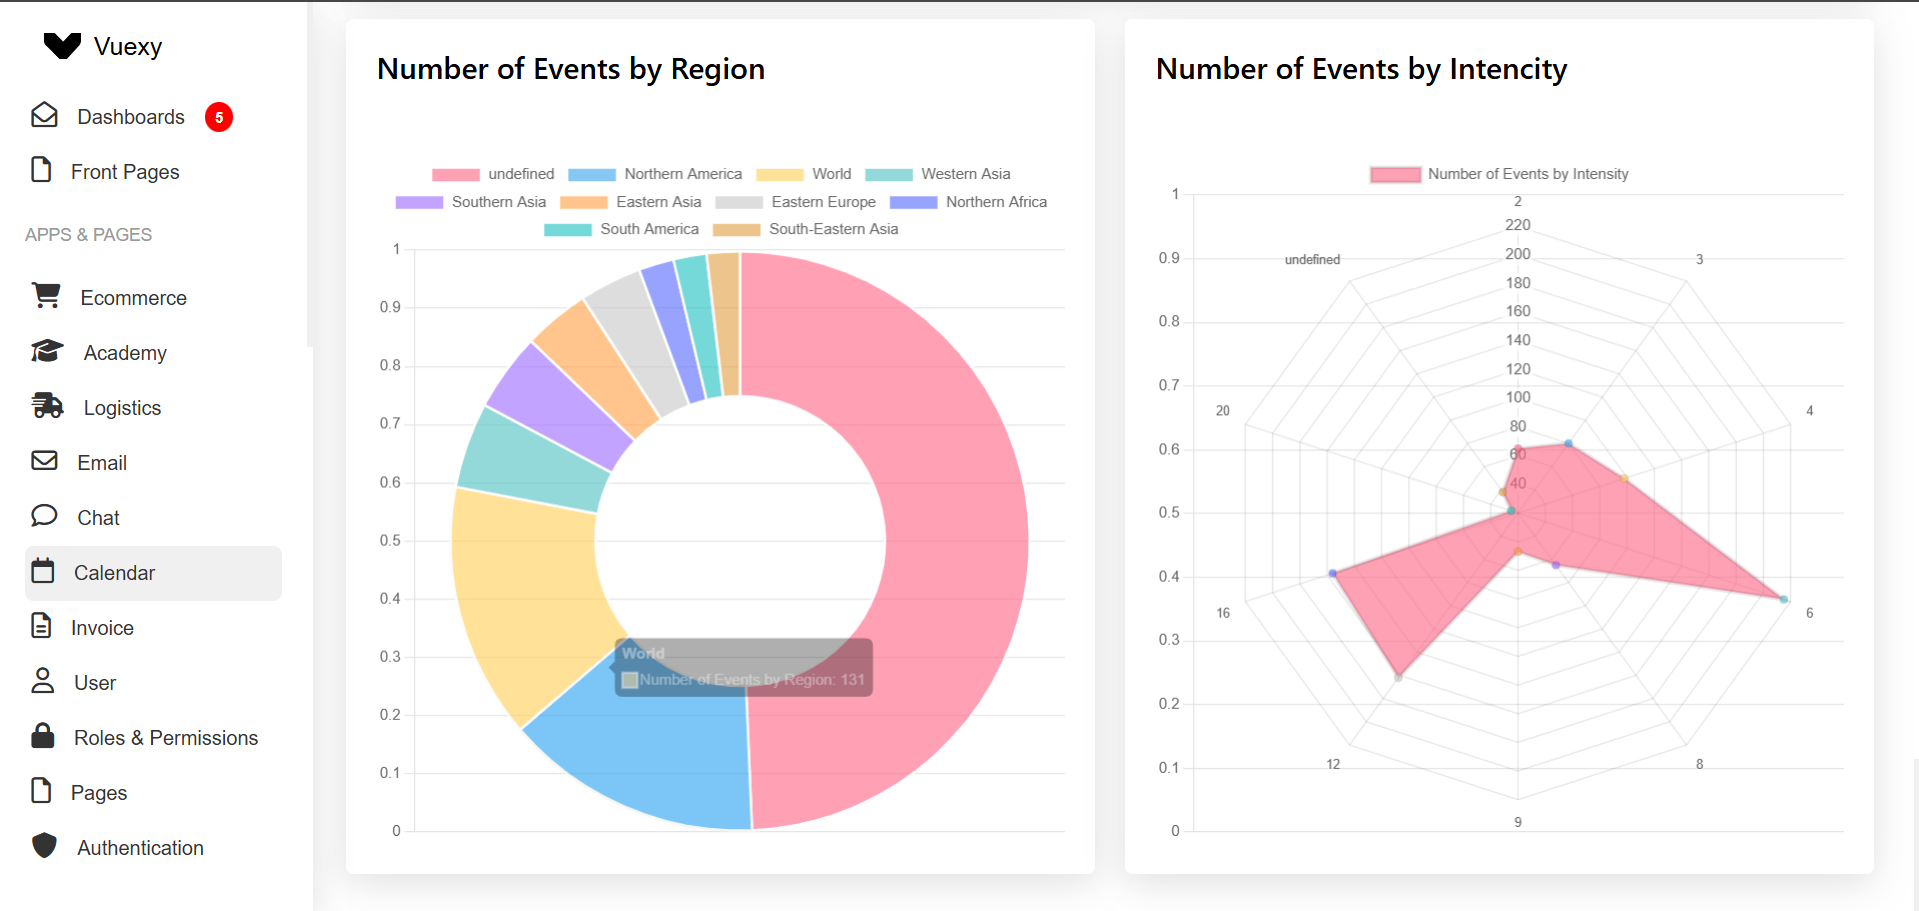 Vuexy
Dashboards 5
Front Pages
APPS & PAGES
Ecommerce
Academy
Logistics
Email
Chat
Calendar
Invoice
User
Roles & Permissions
Pages
Authentication
Number of Events by Region
undefined Northern America World Western Asia
Southern Asia Eastern Asia Eastern Europe Northern Africa
South America South-Eastern Asia
1
0.9
0.8
0.7
0.6
0.5
0.4
0.3
0.2
0.1
0
World
Number of Events by Region: 131
Number of Events by Intencity
Number of Events by Intensity
1
0.9
0.8
0.7
0.6
0.5
0.4
0.3
0.2
0.1
0
2
220
200
180
160
140
120
100
80
60
40
3
4
6
8
9
12
16
20
undefined